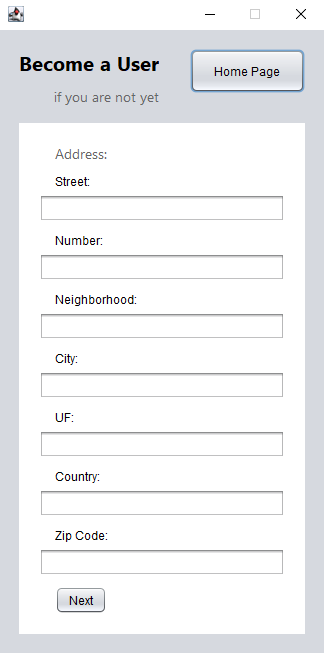 Become a User
Home Page
if you are not yet
Address:
Street:
Number:
Neighborhood:
City:
UF:
Country:
Zip Code:
Next